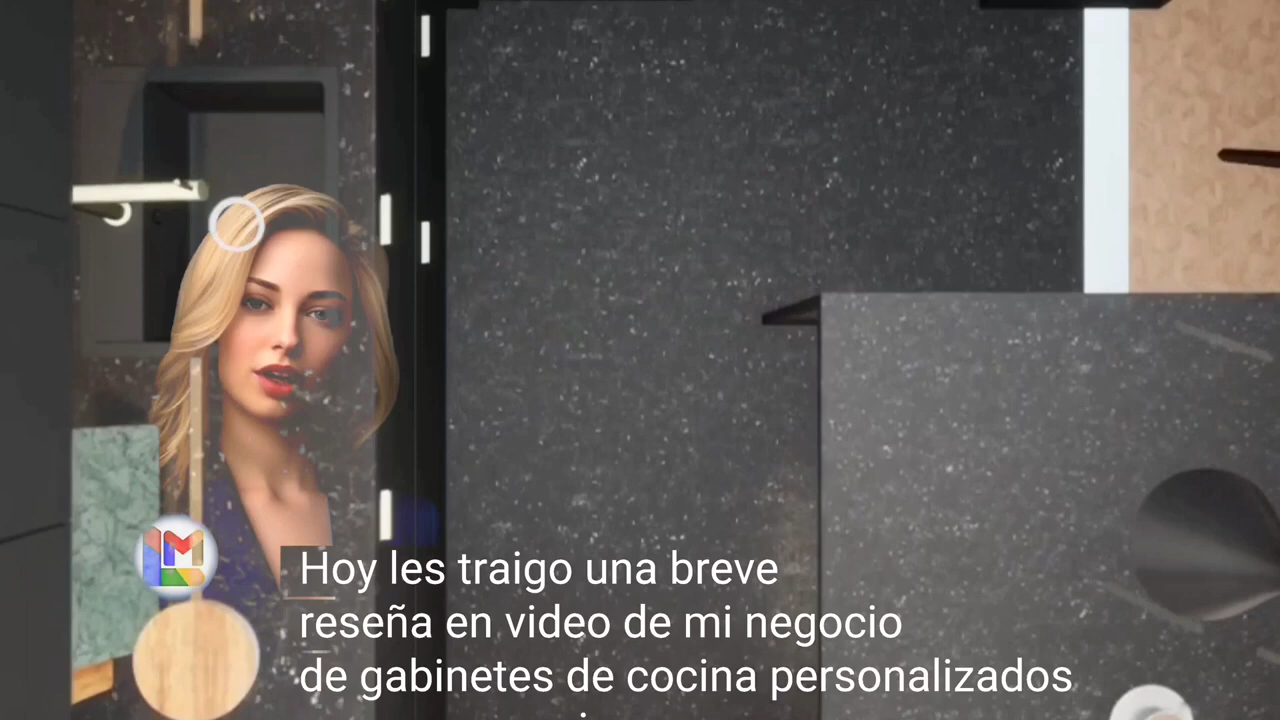 Hoy les traigo una breve
reseña en video de mi negocio
de gabinetes de cocina personalizados